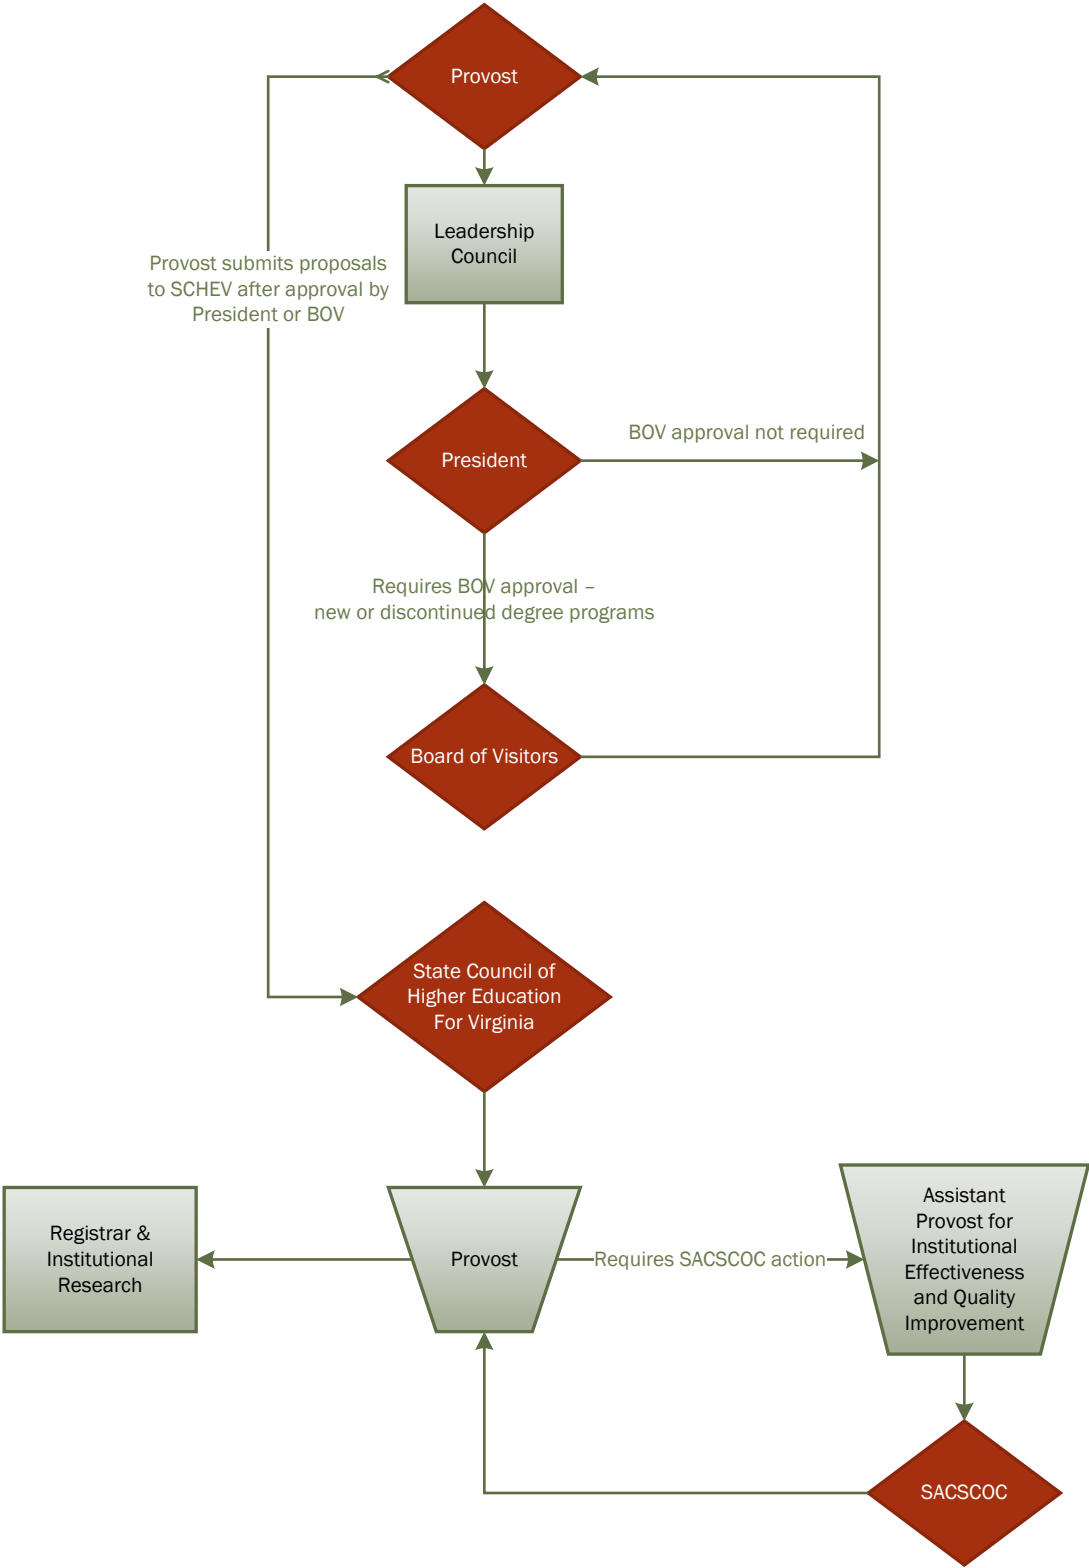 Provost
Leadership
Council
Provost submits proposals
to SCHEV after approval by
President or BOV
BOV approval not required
President
Requires BOV approval –
new or discontinued degree programs
Board of Visitors
State Council of
Higher Education
For Virginia
Registrar &
Institutional
Research
Provost
Requires SACSCOC action
Assistant
Provost for
Institutional
Effectiveness
and Quality
Improvement
SACSCOC